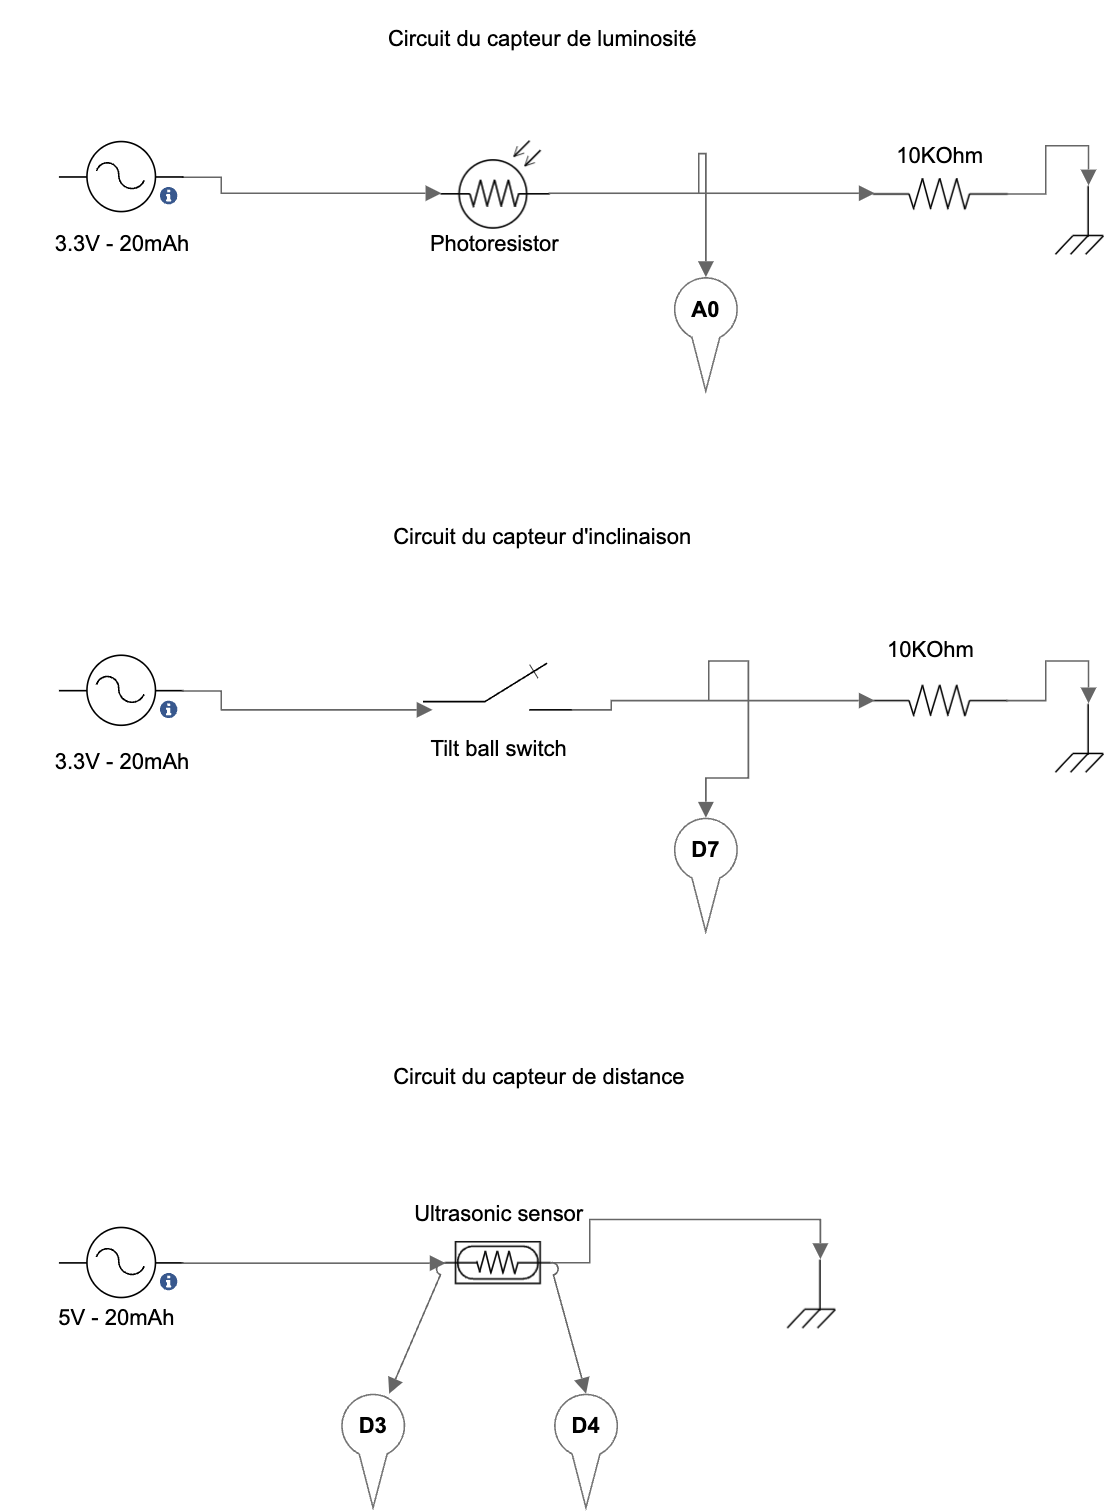 Circuit du capteur de luminosité
10KOhm
3.3V - 20mAh
Photoresistor
A0
Circuit du capteur d'inclinaison
10KOhm
Tilt ball switch
3.3V - 20mAh
D7
Circuit du capteur de distance
Ultrasonic sensor
5V - 20mAh
D3
D4